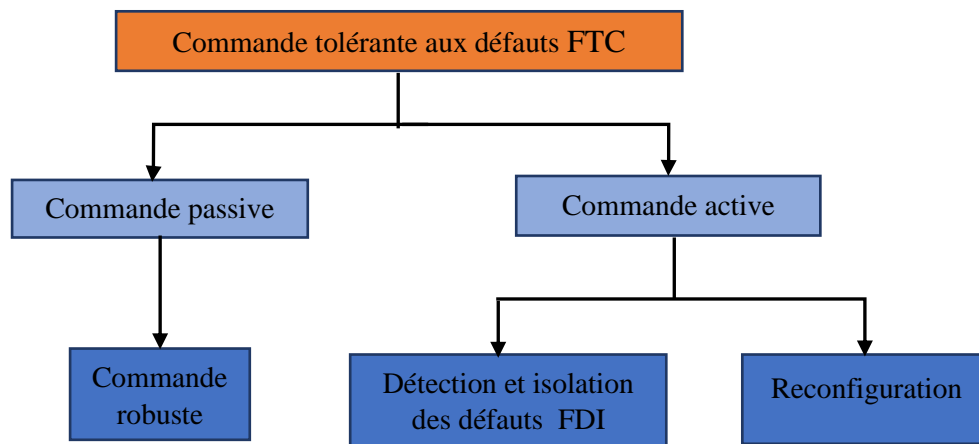 Commande tolérante aux défauts FTC
Commande passive
Commande active
Commande
robuste
Détection et isolation
des défauts FDI
Reconfiguration